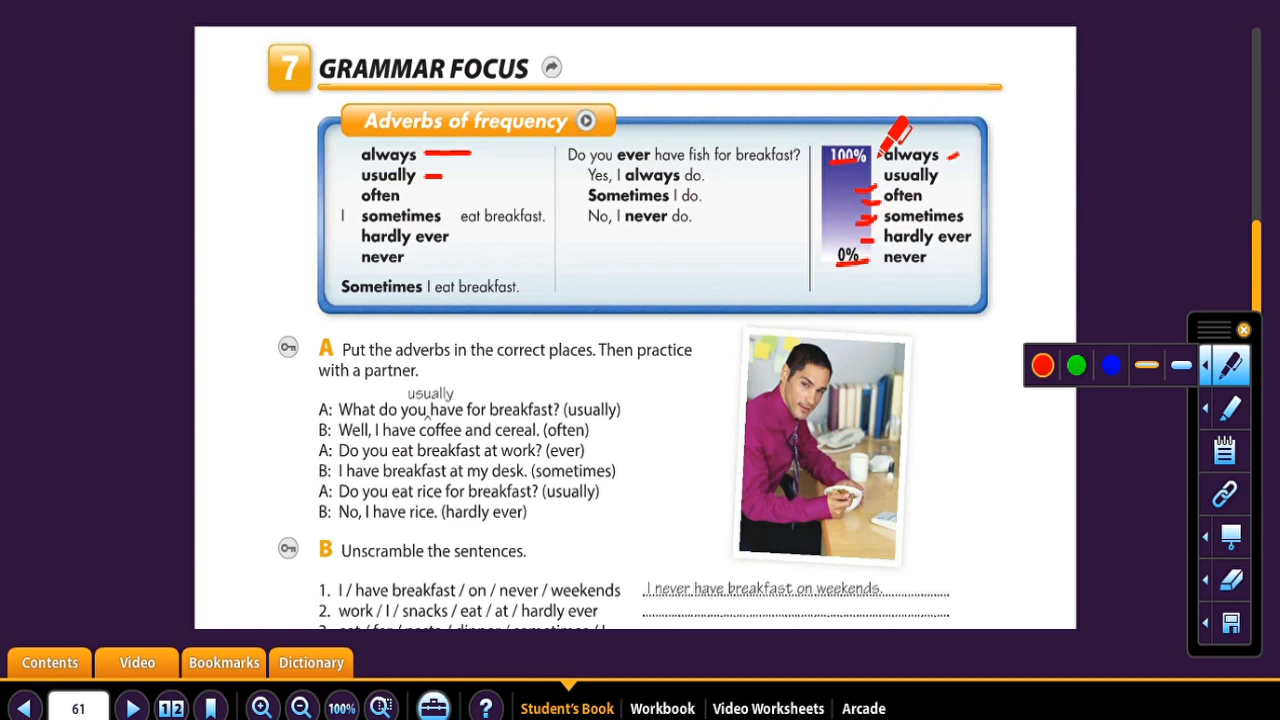 7 GRAMMAR FOCUS
Adverbs of frequency
always
usually
often
I sometimes eat breakfast.
hardly ever
never
Sometimes I eat breakfast.
Do you ever have fish for breakfast?
Yes, I always do.
Sometimes I do.
No, I never do.
100% always
usually
often
sometimes
hardly ever
0% never
A Put the adverbs in the correct places. Then practice
with a partner.
usually
A: What do you ^ have for breakfast? (usually)
B: Well, I have coffee and cereal. (often)
A: Do you eat breakfast at work? (ever)
B: I have breakfast at my desk. (sometimes)
A: Do you eat rice for breakfast? (usually)
B: No, I have rice. (hardly ever)
B Unscramble the sentences.
1. I / have breakfast / on / never / weekends I never have breakfast on weekends.
2. work / I / snacks / eat / at / hardly ever
Contents Video Bookmarks Dictionary
61 12 100% ? Student's Book Workbook Video Worksheets Arcade